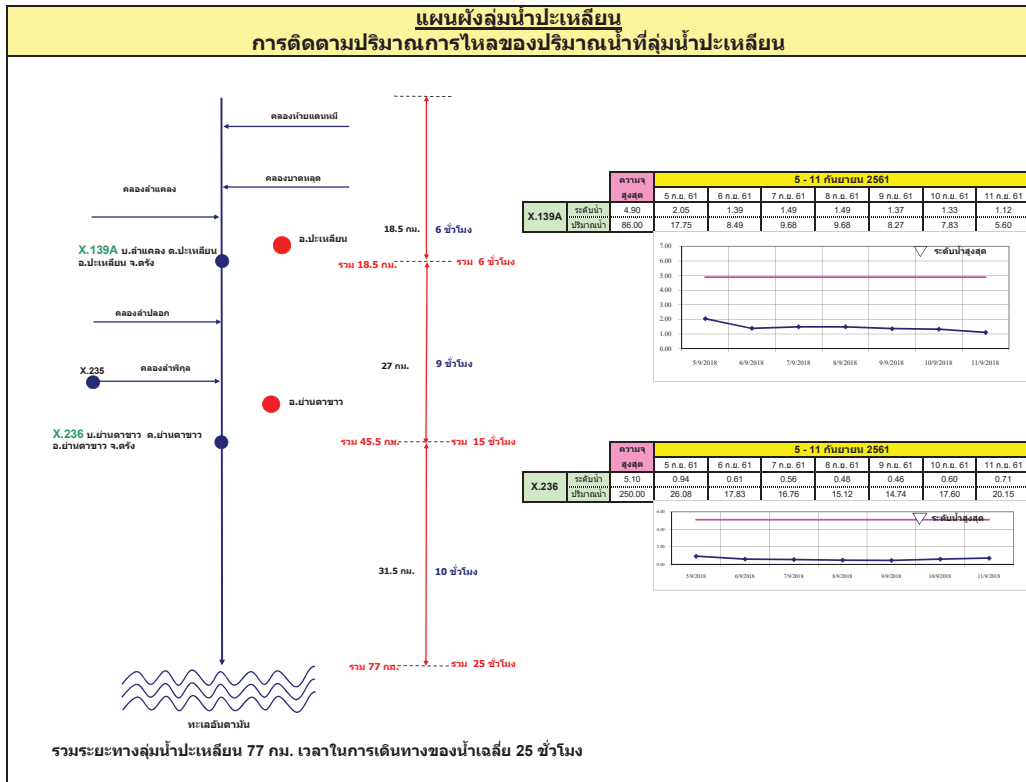 แผนผังลุ่มน้ำปะเหลียน
การติดตามปริมาณการไหลของปริมาณน้ำที่ลุ่มน้ำปะเหลียน
คลองห้วยแดนหมี
คลองบาดหลุด
คลองลำแคลง
อ.ปะเหลียน
X.139A บ.ลำแคลง ต.ปะเหลียน
อ.ปะเหลียน จ.ตรัง
18.5 กม. 6 ชั่วโมง
รวม 18.5 กม. รวม 6 ชั่วโมง
คลองลำปลอก
X.235 คลองลำพิกุล
27 กม. 9 ชั่วโมง
อ.ย่านตาขาว
X.236 บ.ย่านตาขาว ต.ย่านตาขาว
อ.ย่านตาขาว จ.ตรัง
รวม 45.5 กม. รวม 15 ชั่วโมง
31.5 กม. 10 ชั่วโมง
รวม 77 กม. รวม 25 ชั่วโมง
ทะเลอันดามัน
ความจุสูงสุด 5 - 11 กันยายน 2561
5 ก.ย. 61 6 ก.ย. 61 7 ก.ย. 61 8 ก.ย. 61 9 ก.ย. 61 10 ก.ย. 61 11 ก.ย. 61
X.139A
ระดับน้ำ 4.90 2.05 1.39 1.49 1.49 1.37 1.33 1.12
ปริมาณน้ำ 86.00 17.75 8.49 9.68 9.68 8.27 7.83 5.60
ระดับน้ำสูงสุด
7.00
6.00
5.00
4.00
3.00
2.00
1.00
0.00
5/9/2018 6/9/2018 7/9/2018 8/9/2018 9/9/2018 10/9/2018 11/9/2018
ความจุสูงสุด 5 - 11 กันยายน 2561
5 ก.ย. 61 6 ก.ย. 61 7 ก.ย. 61 8 ก.ย. 61 9 ก.ย. 61 10 ก.ย. 61 11 ก.ย. 61
X.236
ระดับน้ำ 5.10 0.94 0.61 0.56 0.48 0.46 0.60 0.71
ปริมาณน้ำ 250.00 26.08 17.83 16.76 15.12 14.74 17.60 20.15
ระดับน้ำสูงสุด
6.00
4.00
2.00
0.00
5/9/2018 6/9/2018 7/9/2018 8/9/2018 9/9/2018 10/9/2018 11/9/2018
รวมระยะทางลุ่มน้ำปะเหลียน 77 กม. เวลาในการเดินทางของน้ำเฉลี่ย 25 ชั่วโมง